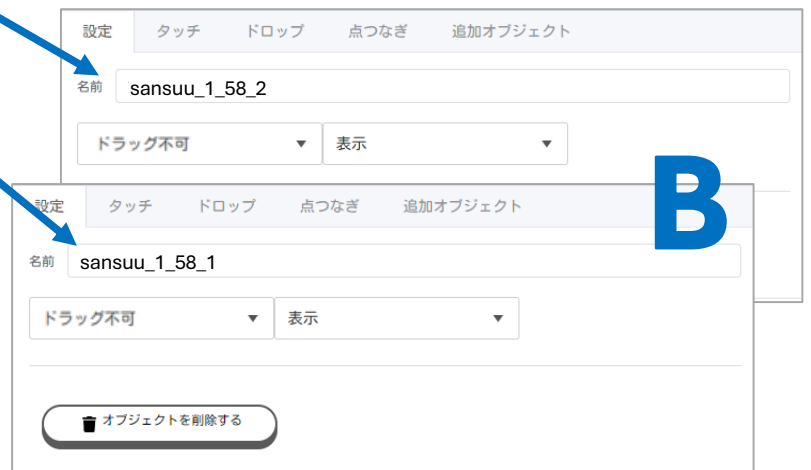 設定 タッチ ドロップ 点つなぎ 追加オブジェクト
名前 sansuu_1_58_2
ドラッグ不可 ▼ 表示 ▼
B
設定 タッチ ドロップ 点つなぎ 追加オブジェクト
名前 sansuu_1_58_1
ドラッグ不可 ▼ 表示 ▼
オブジェクトを削除する